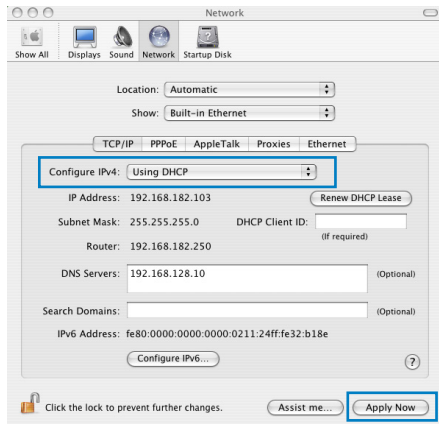 Network
Show All Displays Sound Network Startup Disk
Location: Automatic
Show: Built-in Ethernet
TCP/IP PPPoE AppleTalk Proxies Ethernet
Configure IPv4: Using DHCP
IP Address: 192.168.182.103 Renew DHCP Lease
Subnet Mask: 255.255.255.0 DHCP Client ID:
(If required)
Router: 192.168.182.250
DNS Servers: 192.168.128.10 (Optional)
Search Domains: (Optional)
IPv6 Address: fe80:0000:0000:0000:0211:24ff:fe32:b18e
Configure IPv6...
?
Click the lock to prevent further changes. Assist me... Apply Now